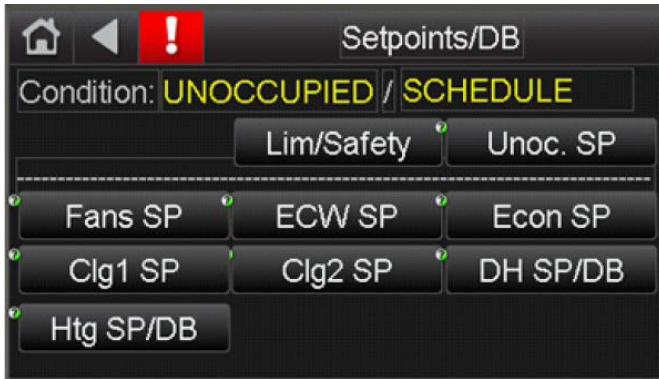 Setpoints/DB
Condition: UNOCCUPIED / SCHEDULE
Lim/Safety Unoc. SP
Fans SP ECW SP Econ SP
Clg1 SP Clg2 SP DH SP/DB
Htg SP/DB